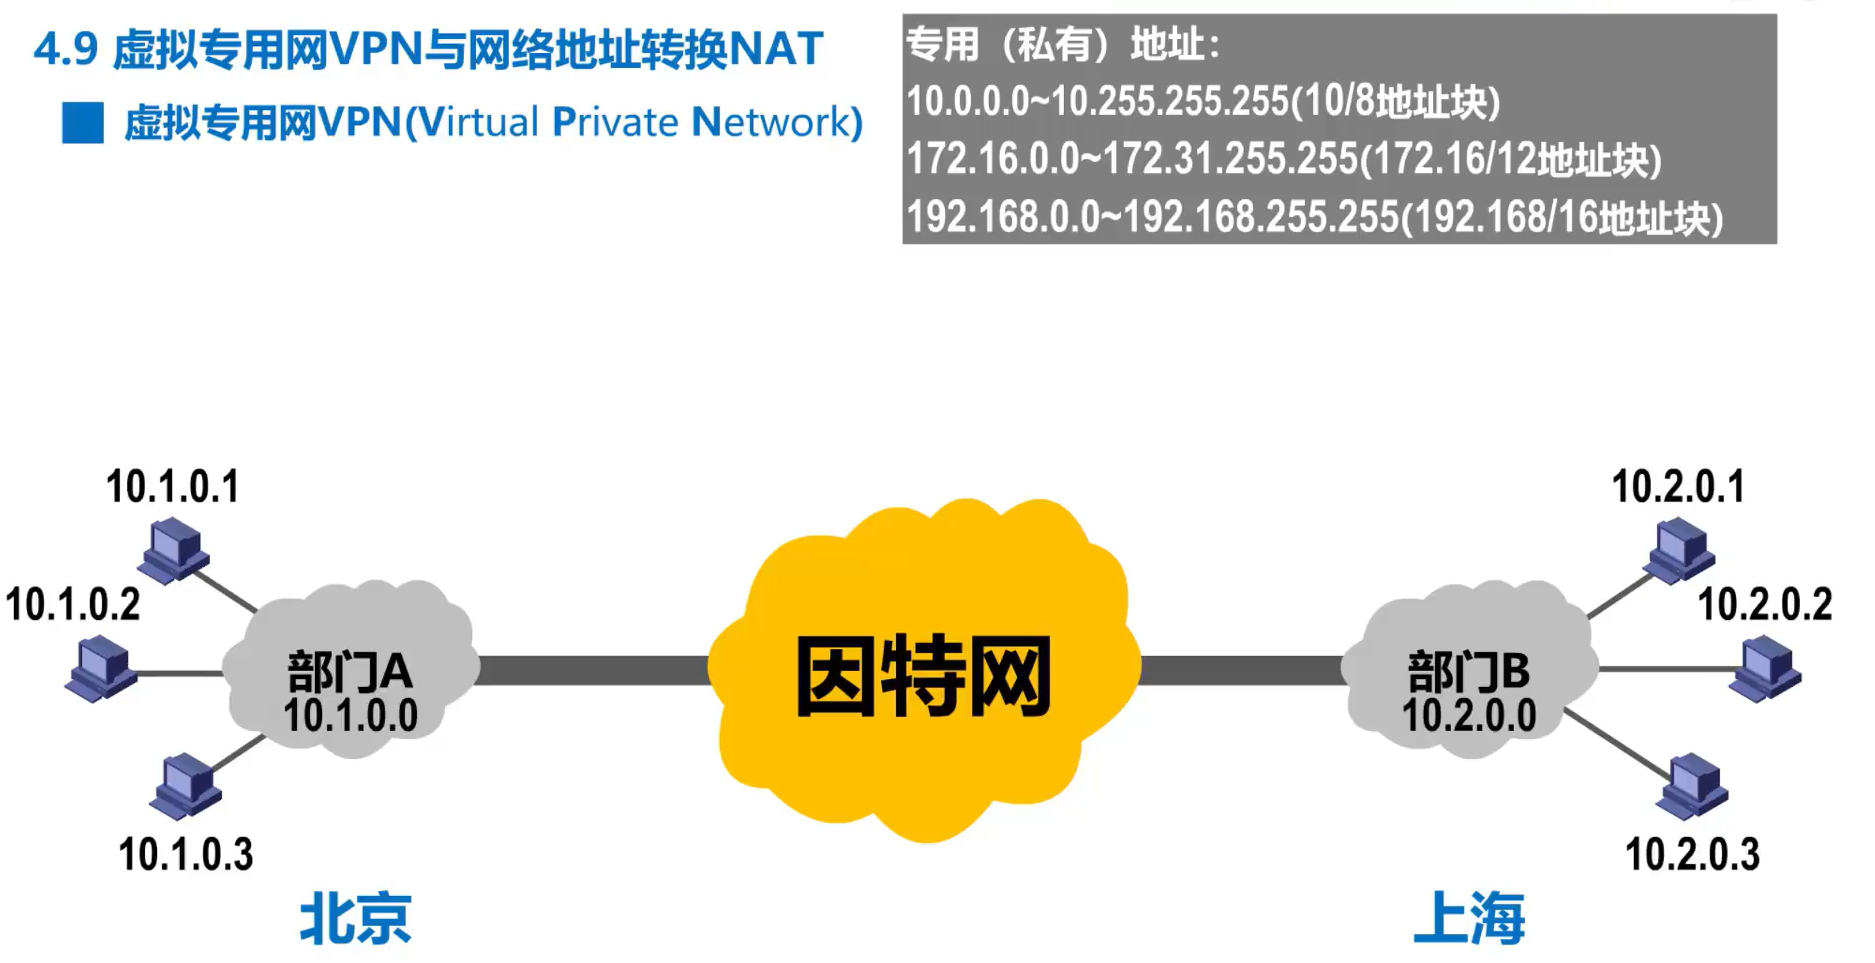 4.9 虚拟专用网VPN与网络地址转换NAT
虚拟专用网VPN(Virtual Private Network)
专用（私有）地址：
10.0.0.0~10.255.255.255(10/8地址块)
172.16.0.0~172.31.255.255(172.16/12地址块)
192.168.0.0~192.168.255.255(192.168/16地址块)
10.1.0.1
10.1.0.2
部门A
10.1.0.0
10.1.0.3
北京
因特网
10.2.0.1
10.2.0.2
部门B
10.2.0.0
10.2.0.3
上海